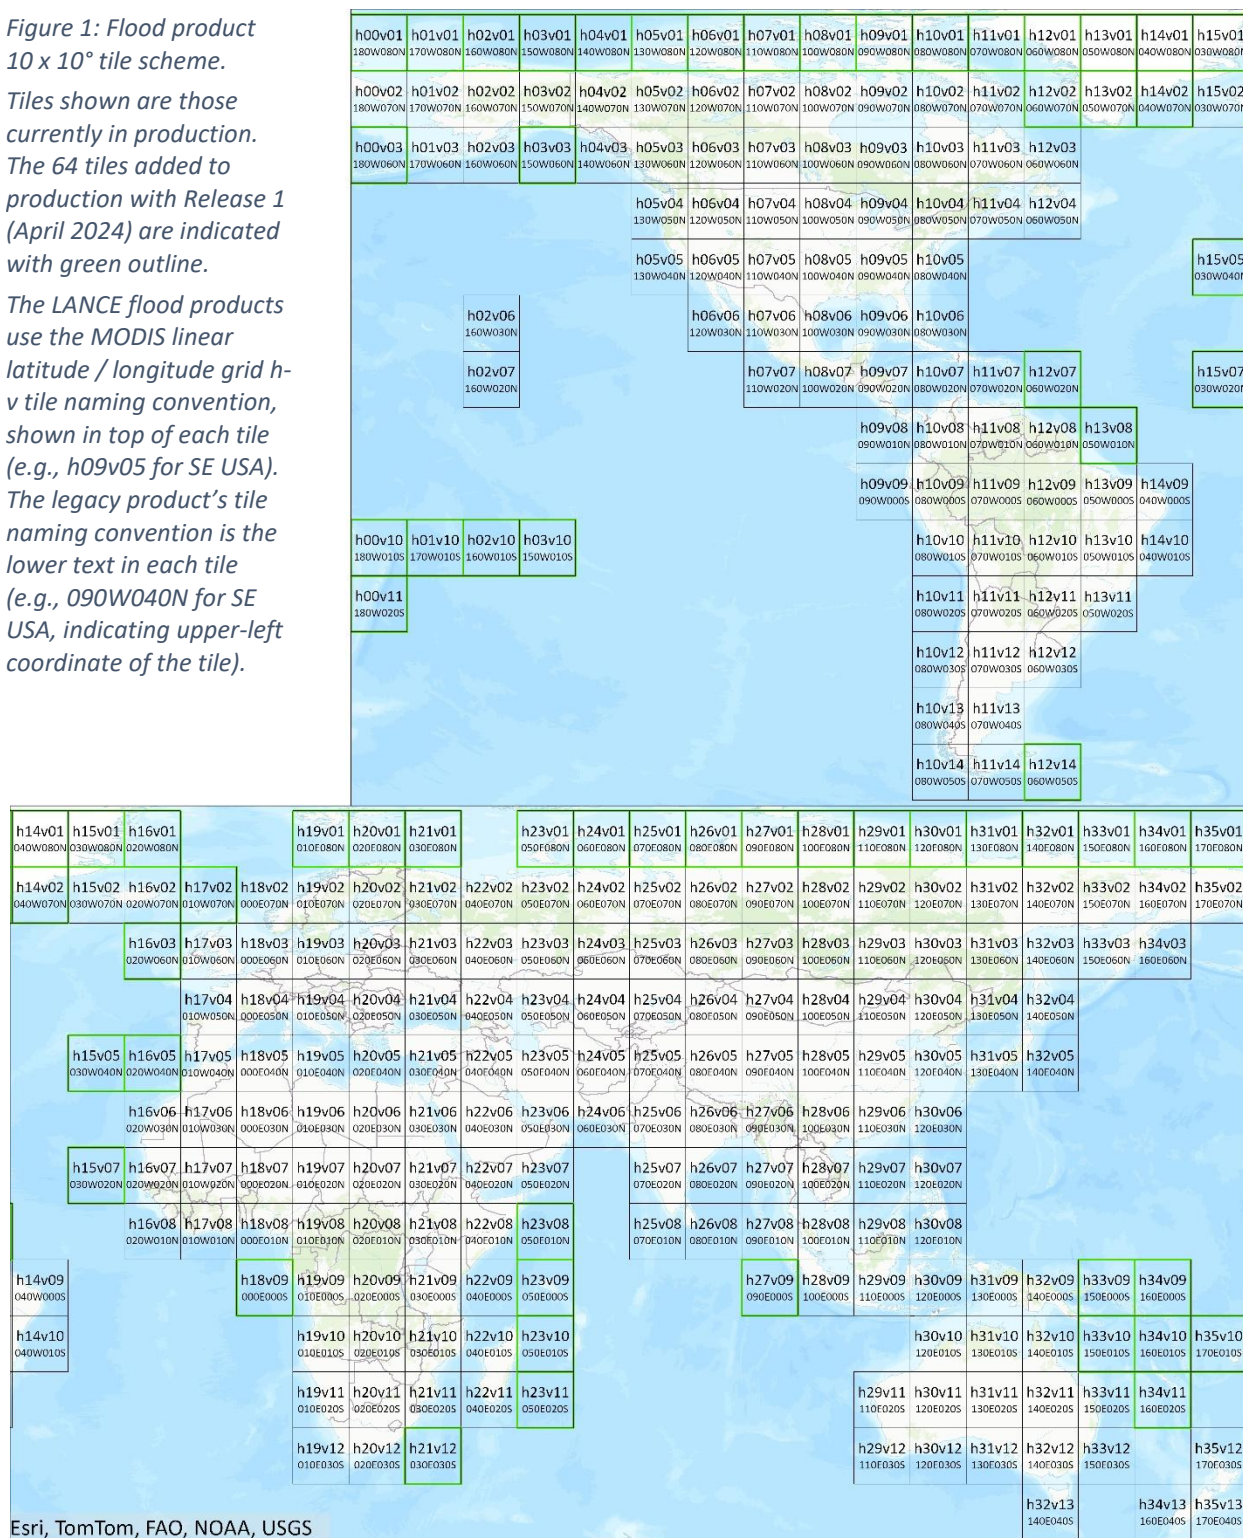 Figure 1: Flood product
10 x 10° tile scheme.
Tiles shown are those
currently in production.
The 64 tiles added to
production with Release 1
(April 2024) are indicated
with green outline.
The LANCE flood products
use the MODIS linear
latitude / longitude grid h-
v tile naming convention,
shown in top of each tile
(e.g., h09v05 for SE USA).
The legacy product's tile
naming convention is the
lower text in each tile
(e.g., 090W040N for SE
USA, indicating upper-left
coordinate of the tile).
h00v01 h01v01 h02v01 h03v01 h04v01 h05v01 h06v01 h07v01 h08v01 h09v01 h10v01 h11v01 h12v01 h13v01 h14v01 h15v01
180W080N 170W080N 160W080N 150W080N 140W080N 130W080N 120W080N 110W080N 100W080N 090W080N 080W080N 070W080N 060W080N 050W080N 040W080N 030W080N
h00v02 h01v02 h02v02 h03v02 h04v02 h05v02 h06v02 h07v02 h08v02 h09v02 h10v02 h11v02 h12v02 h13v02 h14v02 h15v02
180W070N 170W070N 160W070N 150W070N 140W070N 130W070N 120W070N 110W070N 100W070N 090W070N 080W070N 070W070N 060W070N 050W070N 040W070N 030W070N
h00v03 h01v03 h02v03 h03v03 h04v03 h05v03 h06v03 h07v03 h08v03 h09v03 h10v03 h11v03 h12v03
180W060N 170W060N 160W060N 150W060N 140W060N 130W060N 120W060N 110W060N 100W060N 090W060N 080W060N 070W060N 060W060N
h05v04 h06v04 h07v04 h08v04 h09v04 h10v04 h11v04 h12v04
130W050N 120W050N 110W050N 100W050N 090W050N 080W050N 070W050N 060W050N
h05v05 h06v05 h07v05 h08v05 h09v05 h10v05 h15v05
130W040N 120W040N 110W040N 100W040N 090W040N 080W040N 030W040N
h02v06 h06v06 h07v06 h08v06 h09v06 h10v06
160W030N 120W030N 110W030N 100W030N 090W030N 080W030N
h02v07 h07v07 h08v07 h09v07 h10v07 h11v07 h12v07 h15v07
160W020N 110W020N 100W020N 090W020N 080W020N 070W020N 060W020N 030W020N
h09v08 h10v08 h11v08 h12v08 h13v08
090W010N 080W010N 070W010N 060W010N 050W010N
h09v09 h10v09 h11v09 h12v09 h13v09 h14v09
090W000S 080W000S 070W000S 060W000S 050W000S 040W000S
h00v10 h01v10 h02v10 h03v10 h10v10 h11v10 h12v10 h13v10 h14v10
180W010S 170W010S 160W010S 150W010S 080W010S 070W010S 060W010S 050W010S 040W010S
h00v11 h10v11 h11v11 h12v11 h13v11
180W020S 080W020S 070W020S 060W020S 050W020S
h10v12 h11v12 h12v12
080W030S 070W030S 060W030S
h10v13 h11v13
080W040S 070W040S
h10v14 h11v14 h12v14
080W050S 070W050S 060W050S
h14v01 h15v01 h16v01 h19v01 h20v01 h21v01 h23v01 h24v01 h25v01 h26v01 h27v01 h28v01 h29v01 h30v01 h31v01 h32v01 h33v01 h34v01 h35v01
040W080N 030W080N 020W080N 010E080N 020E080N 030E080N 050E080N 060E080N 070E080N 080E080N 090E080N 100E080N 110E080N 120E080N 130E080N 140E080N 150E080N 160E080N 170E080N
h14v02 h15v02 h16v02 h17v02 h18v02 h19v02 h20v02 h21v02 h22v02 h23v02 h24v02 h25v02 h26v02 h27v02 h28v02 h29v02 h30v02 h31v02 h32v02 h33v02 h34v02 h35v02
040W070N 030W070N 020W070N 010W070N 000E070N 010E070N 020E070N 030E070N 040E070N 050E070N 060E070N 070E070N 080E070N 090E070N 100E070N 110E070N 120E070N 130E070N 140E070N 150E070N 160E070N 170E070N
h16v03 h17v03 h18v03 h19v03 h20v03 h21v03 h22v03 h23v03 h24v03 h25v03 h26v03 h27v03 h28v03 h29v03 h30v03 h31v03 h32v03 h33v03 h34v03
020W060N 010W060N 000E060N 010E060N 020E060N 030E060N 040E060N 050E060N 060E060N 070E060N 080E060N 090E060N 100E060N 110E060N 120E060N 130E060N 140E060N 150E060N 160E060N
h17v04 h18v04 h19v04 h20v04 h21v04 h22v04 h23v04 h24v04 h25v04 h26v04 h27v04 h28v04 h29v04 h30v04 h31v04 h32v04
010W050N 000E050N 010E050N 020E050N 030E050N 040E050N 050E050N 060E050N 070E050N 080E050N 090E050N 100E050N 110E050N 120E050N 130E050N 140E050N
h15v05 h16v05 h17v05 h18v05 h19v05 h20v05 h21v05 h22v05 h23v05 h24v05 h25v05 h26v05 h27v05 h28v05 h29v05 h30v05 h31v05 h32v05
030W040N 020W040N 010W040N 000E040N 010E040N 020E040N 030E040N 040E040N 050E040N 060E040N 070E040N 080E040N 090E040N 100E040N 110E040N 120E040N 130E040N 140E040N
h16v06 h17v06 h18v06 h19v06 h20v06 h21v06 h22v06 h23v06 h24v06 h25v06 h26v06 h27v06 h28v06 h29v06 h30v06
020W030N 010W030N 000E030N 010E030N 020E030N 030E030N 040E030N 050E030N 060E030N 070E030N 080E030N 090E030N 100E030N 110E030N 120E030N
h15v07 h16v07 h17v07 h18v07 h19v07 h20v07 h21v07 h22v07 h23v07 h25v07 h26v07 h27v07 h28v07 h29v07 h30v07
030W020N 020W020N 010W020N 000E020N 010E020N 020E020N 030E020N 040E020N 050E020N 070E020N 080E020N 090E020N 100E020N 110E020N 120E020N
h16v08 h17v08 h18v08 h19v08 h20v08 h21v08 h22v08 h23v08 h25v08 h26v08 h27v08 h28v08 h29v08 h30v08
020W010N 010W010N 000E010N 010E010N 020E010N 030E010N 040E010N 050E010N 070E010N 080E010N 090E010N 100E010N 110E010N 120E010N
h14v09 h18v09 h19v09 h20v09 h21v09 h22v09 h23v09 h27v09 h28v09 h29v09 h30v09 h31v09 h32v09 h33v09 h34v09
040W000S 000E000S 010E000S 020E000S 030E000S 040E000S 050E000S 090E000S 100E000S 110E000S 120E000S 130E000S 140E000S 150E000S 160E000S
h14v10 h19v10 h20v10 h21v10 h22v10 h23v10 h30v10 h31v10 h32v10 h33v10 h34v10 h35v10
040W010S 010E010S 020E010S 030E010S 040E010S 050E010S 120E010S 130E010S 140E010S 150E010S 160E010S 170E010S
h19v11 h20v11 h21v11 h22v11 h23v11 h29v11 h30v11 h31v11 h32v11 h33v11 h34v11
010E020S 020E020S 030E020S 040E020S 050E020S 110E020S 120E020S 130E020S 140E020S 150E020S 160E020S
h19v12 h20v12 h21v12 h29v12 h30v12 h31v12 h32v12 h33v12 h35v12
010E030S 020E030S 030E030S 110E030S 120E030S 130E030S 140E030S 150E030S 170E030S
h32v13 h34v13 h35v13
140E040S 160E040S 170E040S
Esri, TomTom, FAO, NOAA, USGS